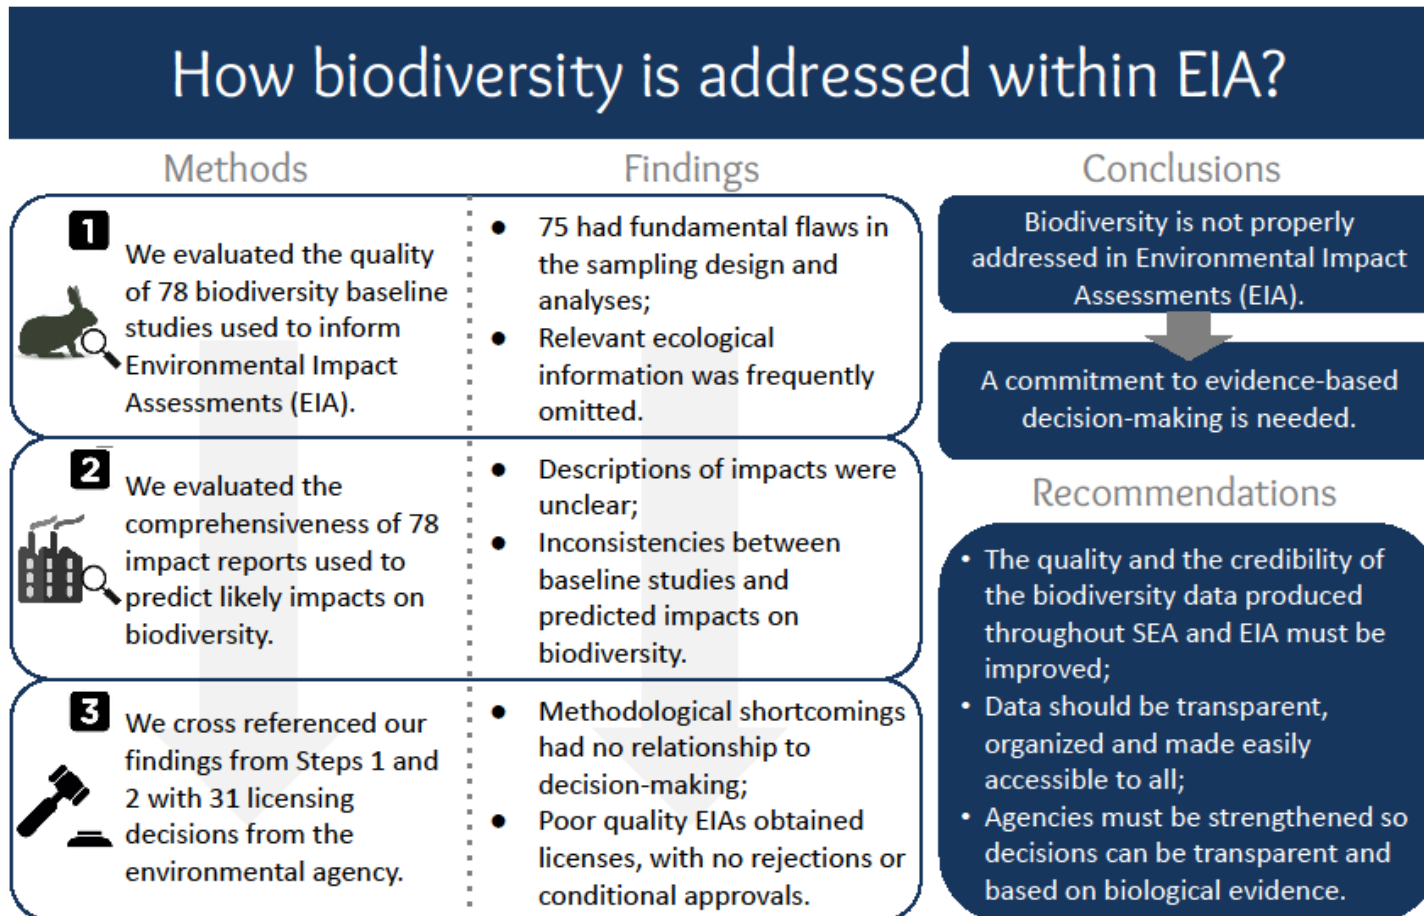 How biodiversity is addressed within EIA?
Methods
1
We evaluated the quality
of 78 biodiversity baseline
studies used to inform
Environmental Impact
Assessments (EIA).
2
We evaluated the
comprehensiveness of 78
impact reports used to
predict likely impacts on
biodiversity.
3
We cross referenced our
findings from Steps 1 and
2 with 31 licensing
decisions from the
environmental agency.
Findings
● 75 had fundamental flaws in
the sampling design and
analyses;
● Relevant ecological
information was frequently
omitted.
● Descriptions of impacts were
unclear;
● Inconsistencies between
baseline studies and
predicted impacts on
biodiversity.
● Methodological shortcomings
had no relationship to
decision-making;
● Poor quality EIAs obtained
licenses, with no rejections or
conditional approvals.
Conclusions
Biodiversity is not properly
addressed in Environmental Impact
Assessments (EIA).
A commitment to evidence-based
decision-making is needed.
Recommendations
• The quality and the credibility of
the biodiversity data produced
throughout SEA and EIA must be
improved;
• Data should be transparent,
organized and made easily
accessible to all;
• Agencies must be strengthened so
decisions can be transparent and
based on biological evidence.